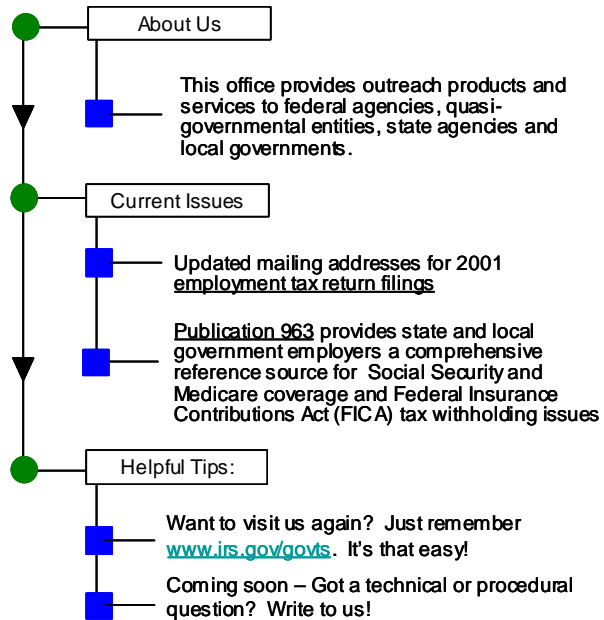 About Us
This office provides outreach products and
services to federal agencies, quasi-
governmental entities, state agencies and
local governments.
Current Issues
Updated mailing addresses for 2001
employment tax return filings
Publication 963 provides state and local
government employers a comprehensive
reference source for Social Security and
Medicare coverage and Federal Insurance
Contributions Act (FICA) tax withholding issues
Helpful Tips:
Want to visit us again? Just remember
www.irs.gov/govts. It's that easy!
Coming soon – Got a technical or procedural
question? Write to us!